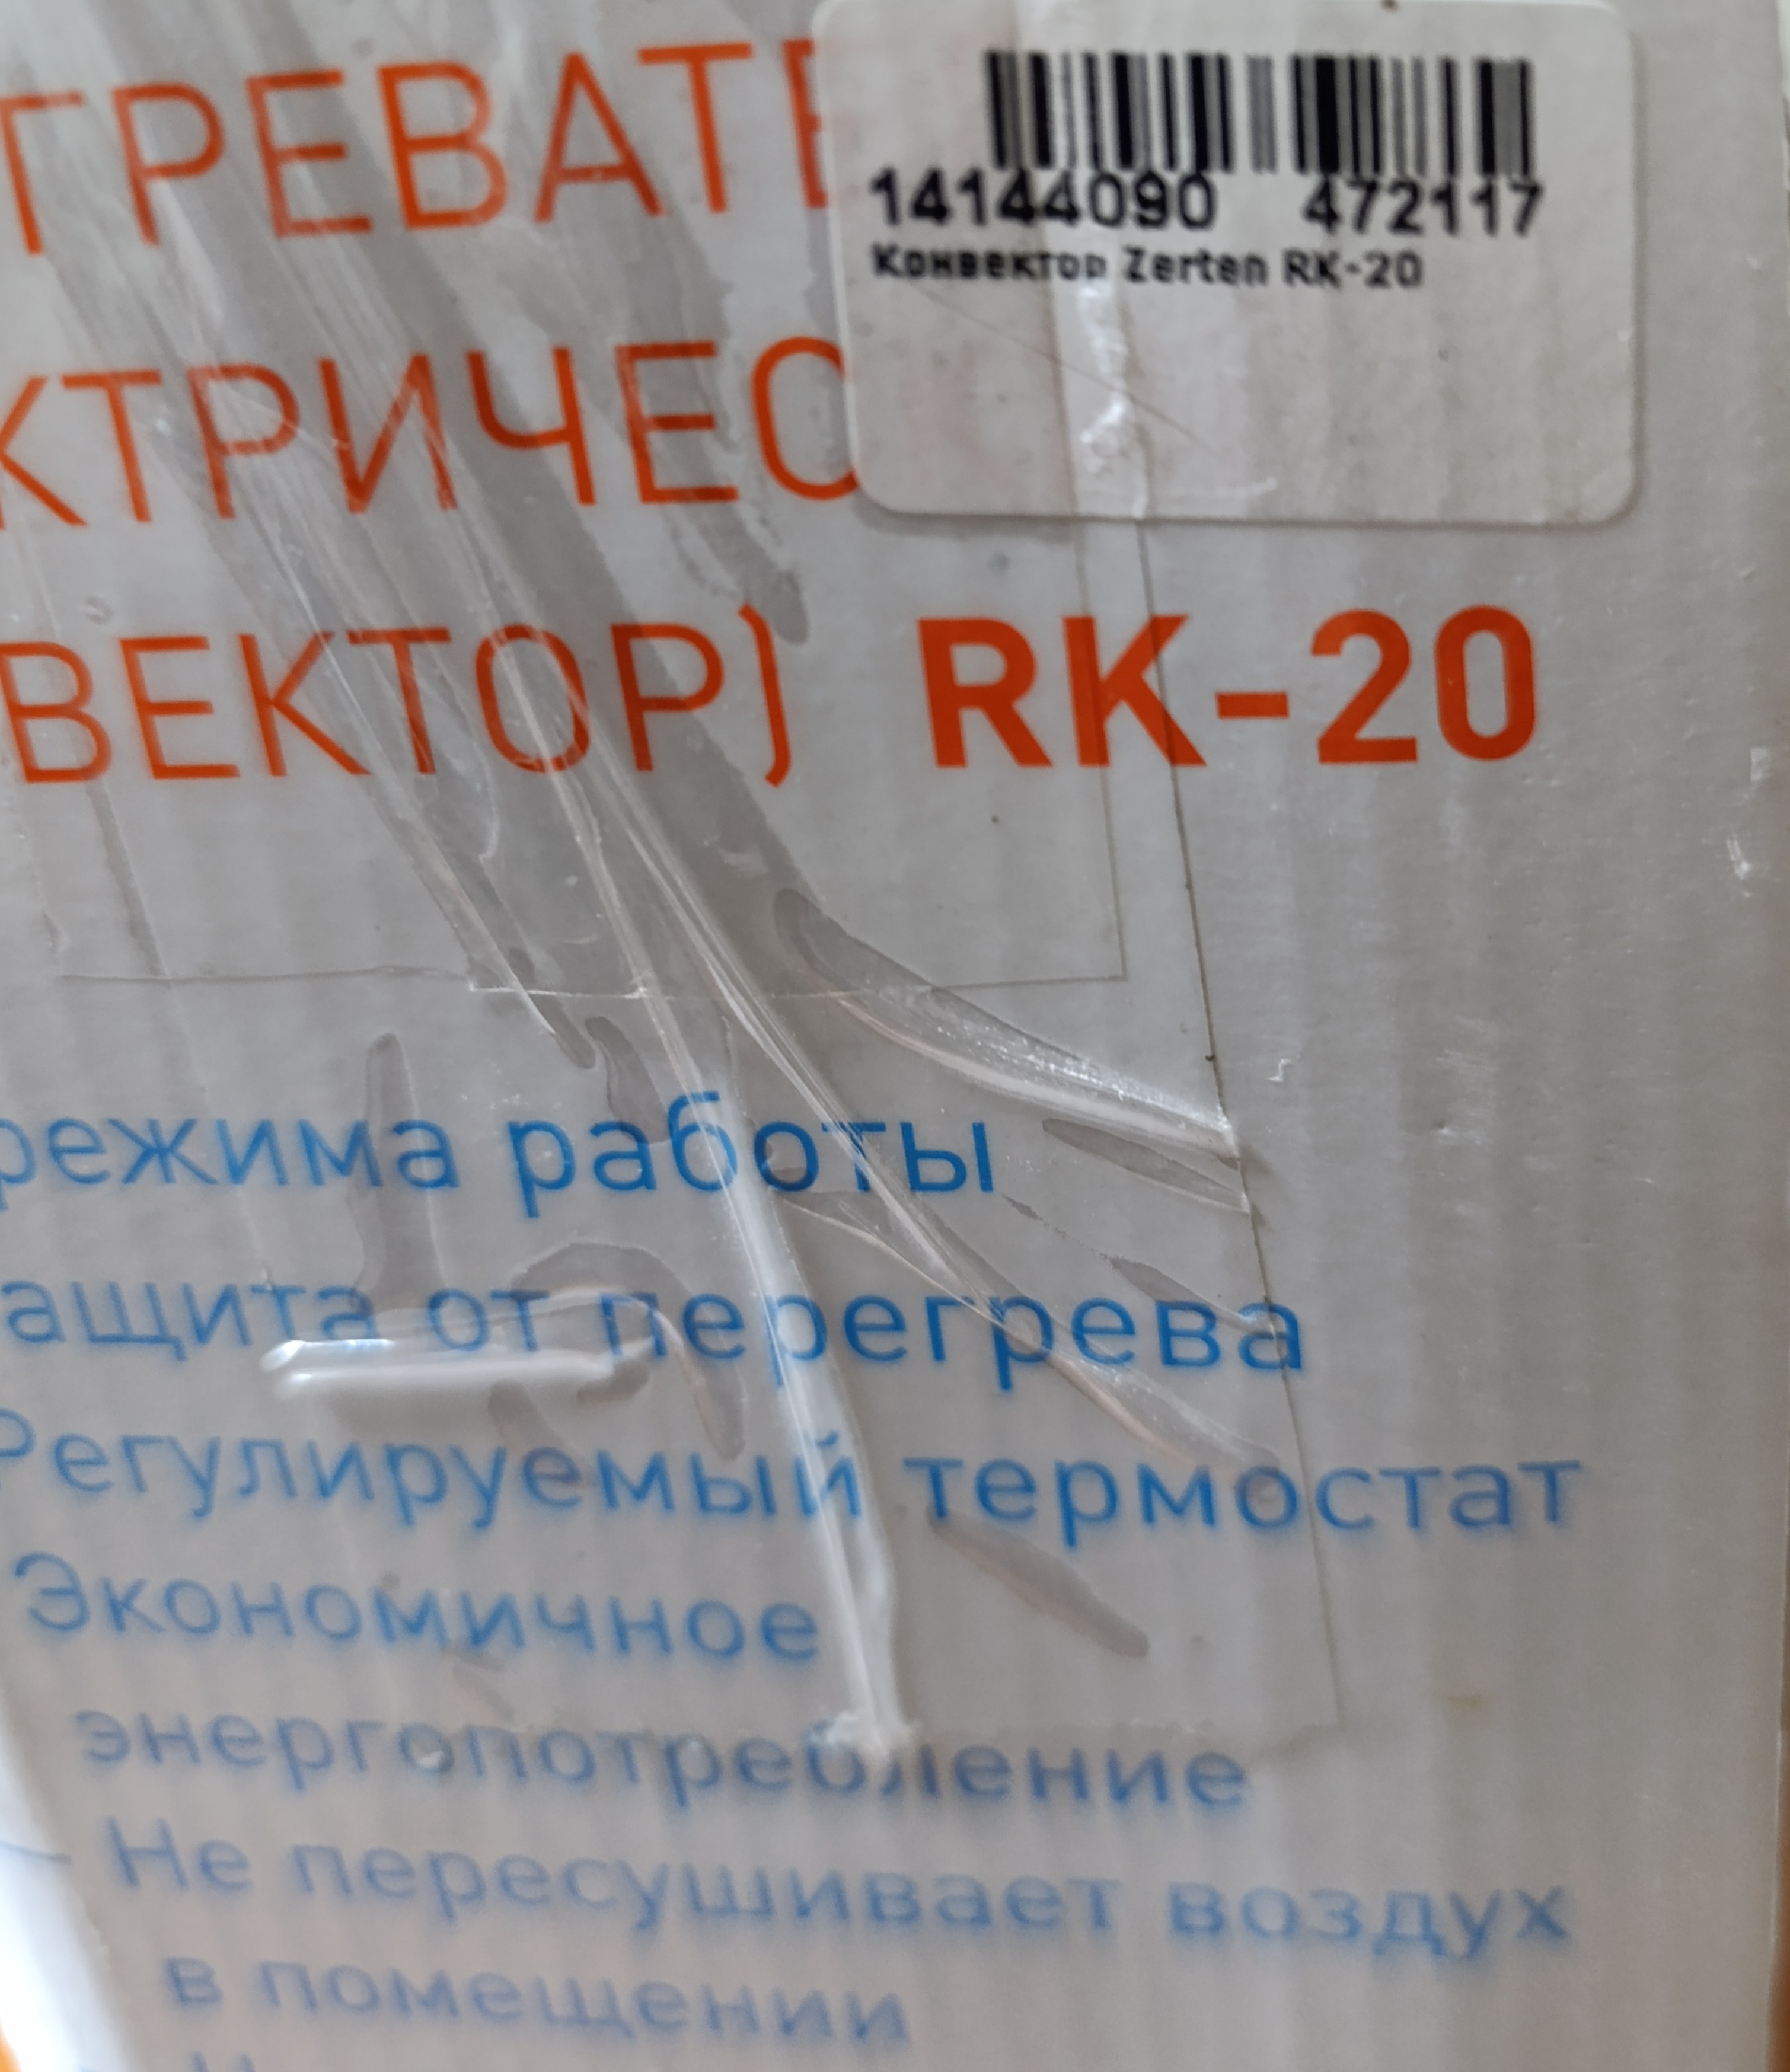 ГРЕВАТЕ
14144090 472117
Конвектор Zerten RK-20
КТРИЧЕС
ВЕКТОР) RK-20
режима работы
ащита от перегрева
Регулируемый термостат
Экономичное
энергопотребление
Не пересушивает воздух
в помещении